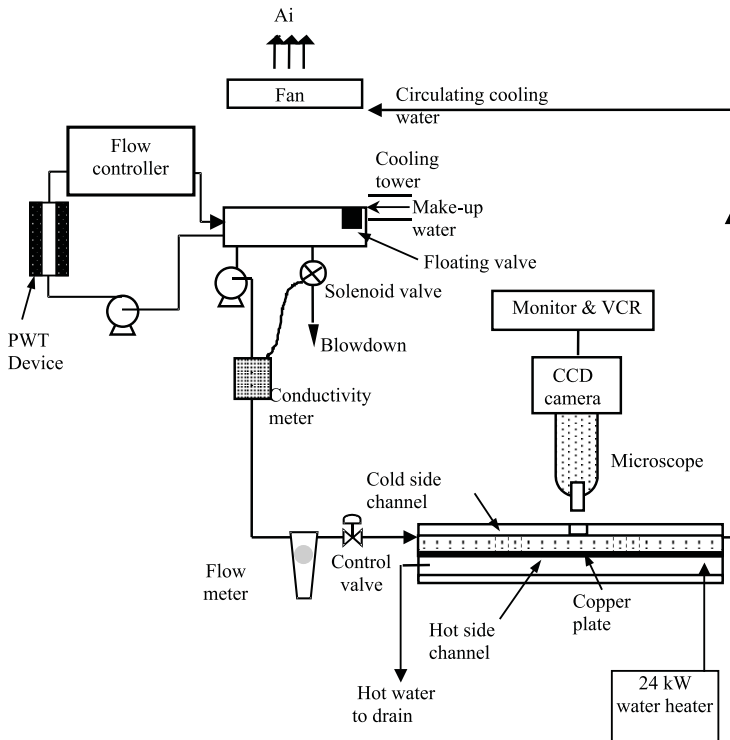 Ai
Fan
Circulating cooling
water
Flow
controller
Cooling
tower
Make-up
water
Floating valve
Solenoid valve
PWT
Device
Blowdown
Monitor & VCR
CCD
camera
Conductivity
meter
Microscope
Cold side
channel
Flow
meter
Control
valve
Copper
plate
Hot side
channel
Hot water
to drain
24 kW
water heater